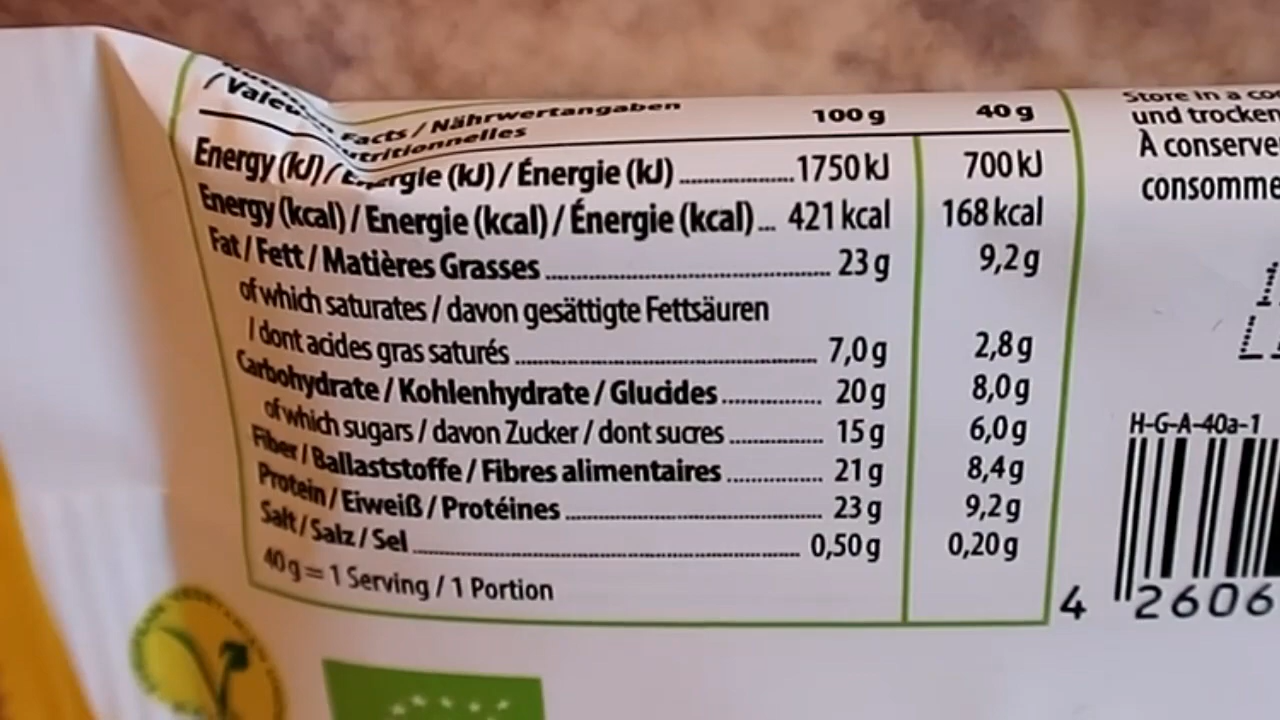 / Valeu
Facts / Nährwertangaben 100 g 40 g
tritionnelles
Energy (kJ) / E rgie (kJ) / Énergie (kJ) 1750 kJ 700 kJ
Energy (kcal) / Energie (kcal) / Énergie (kcal) ... 421 kcal 168 kcal
Fat / Fett / Matières Grasses 23 g 9,2 g
of which saturates / davon gesättigte Fettsäuren
/ dont acides gras saturés 7,0 g 2,8 g
Carbohydrate / Kohlenhydrate / Glucides 20 g 8,0 g
of which sugars / davon Zucker / dont sucres 15 g 6,0 g
Fiber / Ballaststoffe / Fibres alimentaires 21 g 8,4 g
Protein / Eiweiß / Protéines 23 g 9,2 g
Salt / Salz / Sel 0,50 g 0,20 g
40 g = 1 Serving / 1 Portion
Store in a co
und trocken
À conserve
consomme
H-G-A-40a-1
4 2606